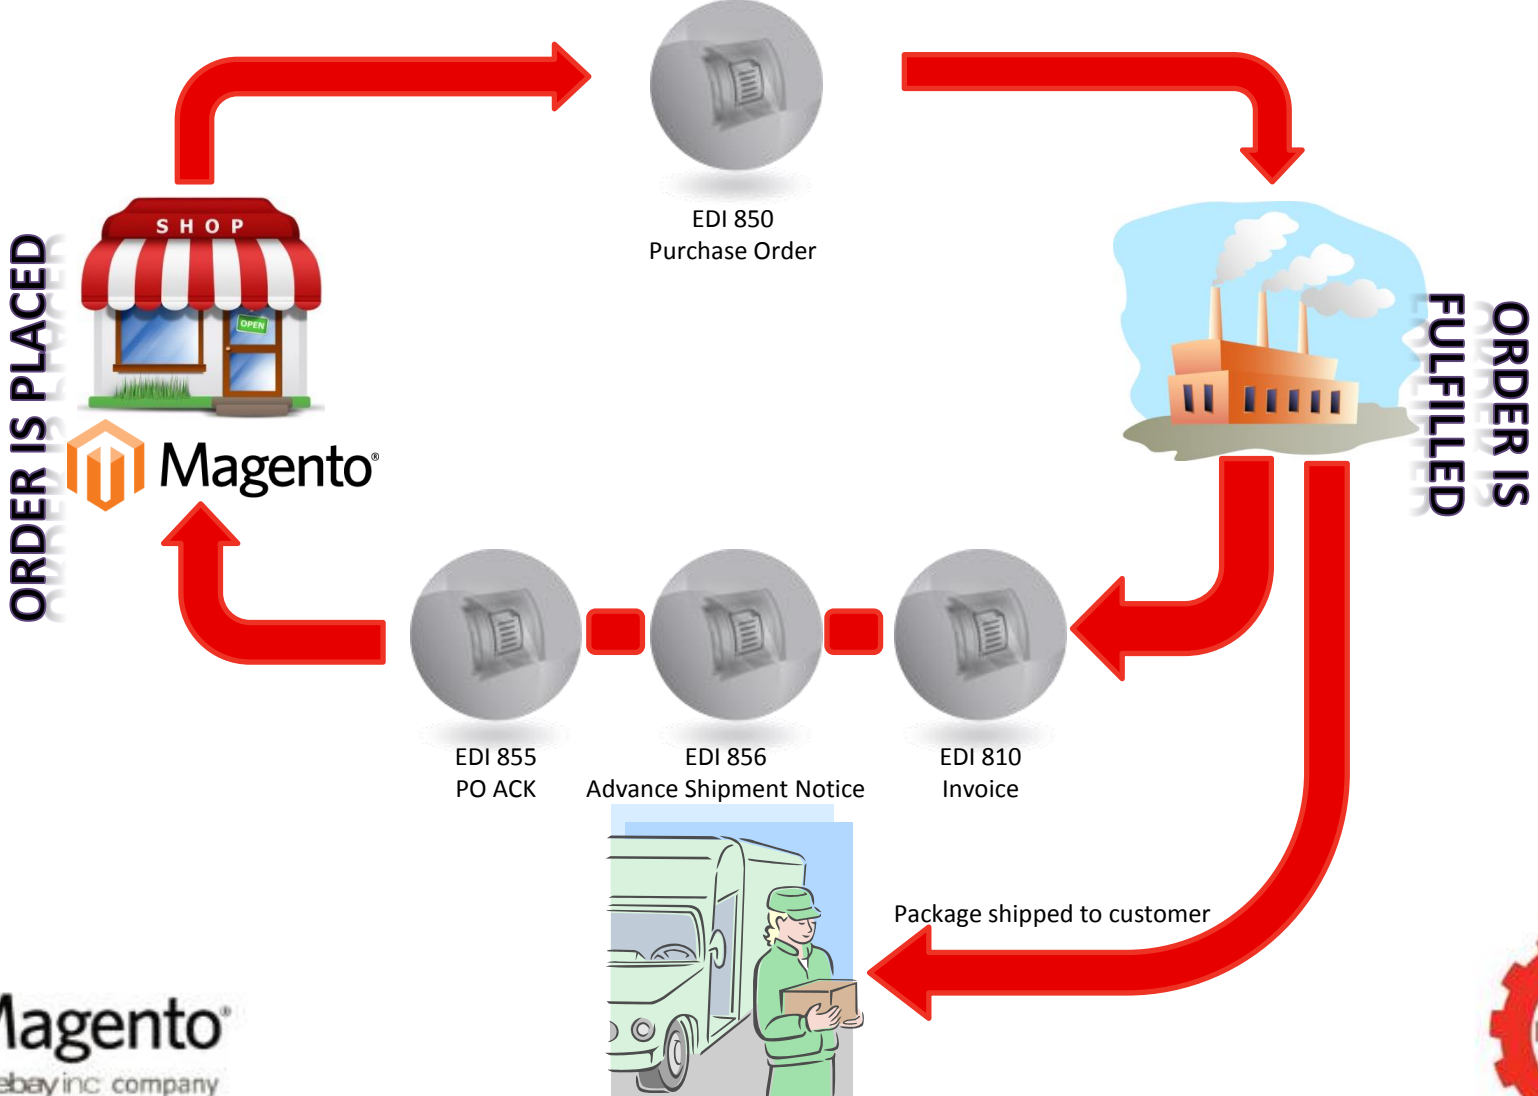 EDI 850
Purchase Order
SHOP
OPEN
Magento®
ORDER IS PLACED
ORDER IS
FULFILLED
EDI 855
PO ACK
EDI 856
Advance Shipment Notice
EDI 810
Invoice
Package shipped to customer
Magento®
ebay inc company